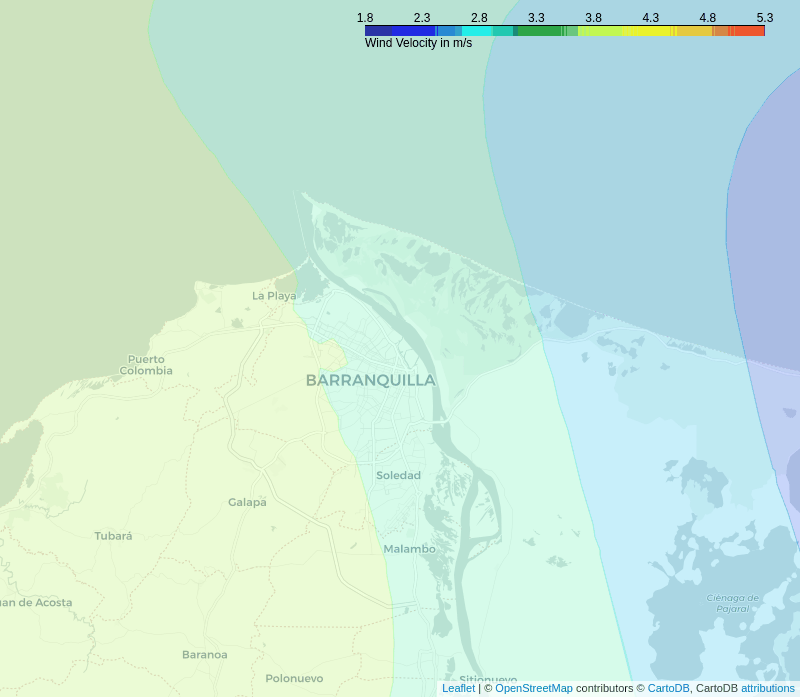 1.8 2.3 2.8 3.3 3.8 4.3 4.8 5.3
Wind Velocity in m/s
La Playa
Puerto
Colombia
BARRANQUILLA
Soledad
Galapa
Tubará
Malambo
uan de Acosta
Ciénaga de
Pajaral
Baranoa
Polonuevo
Sitionuevo
Leaflet | © OpenStreetMap contributors © CartoDB, CartoDB attributions